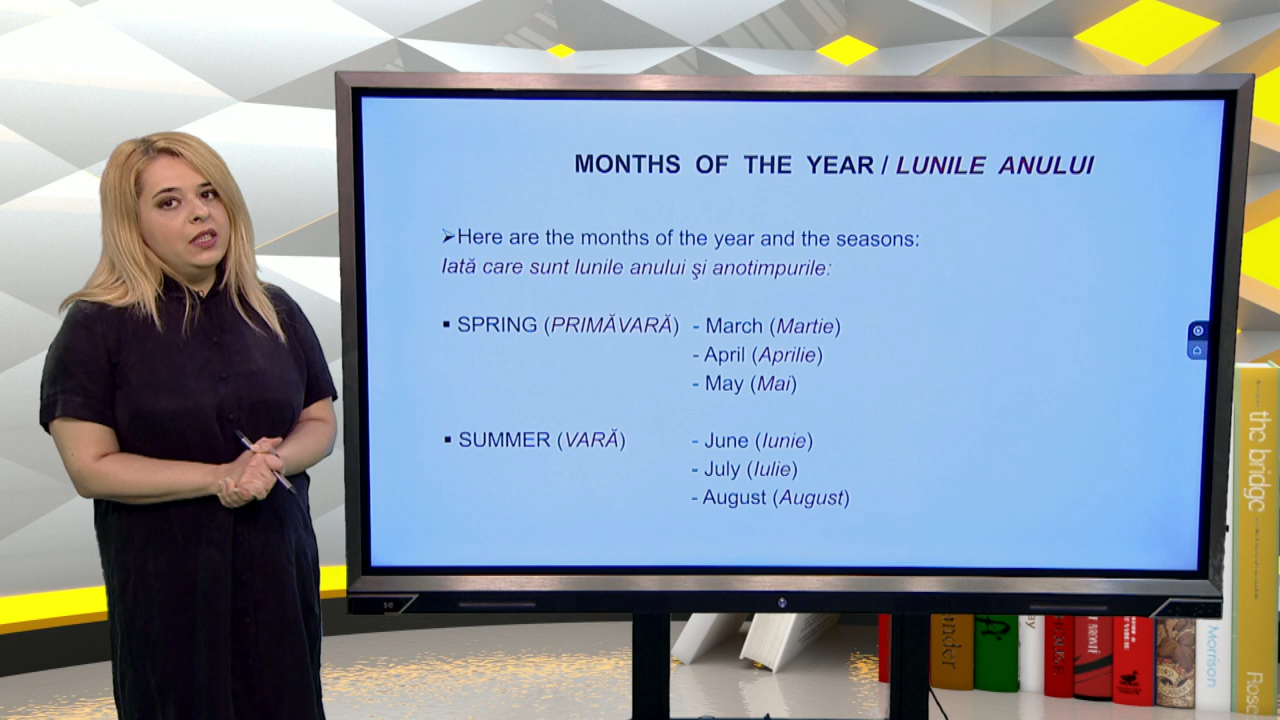 MONTHS OF THE YEAR / LUNILE ANULUI
➢Here are the months of the year and the seasons:
Iată care sunt lunile anului şi anotimpurile:
▪ SPRING (PRIMĂVARĂ) - March (Martie)
- April (Aprilie)
- May (Mai)
▪ SUMMER (VARĂ) - June (Iunie)
- July (Iulie)
- August (August)
the bridge
Morrison